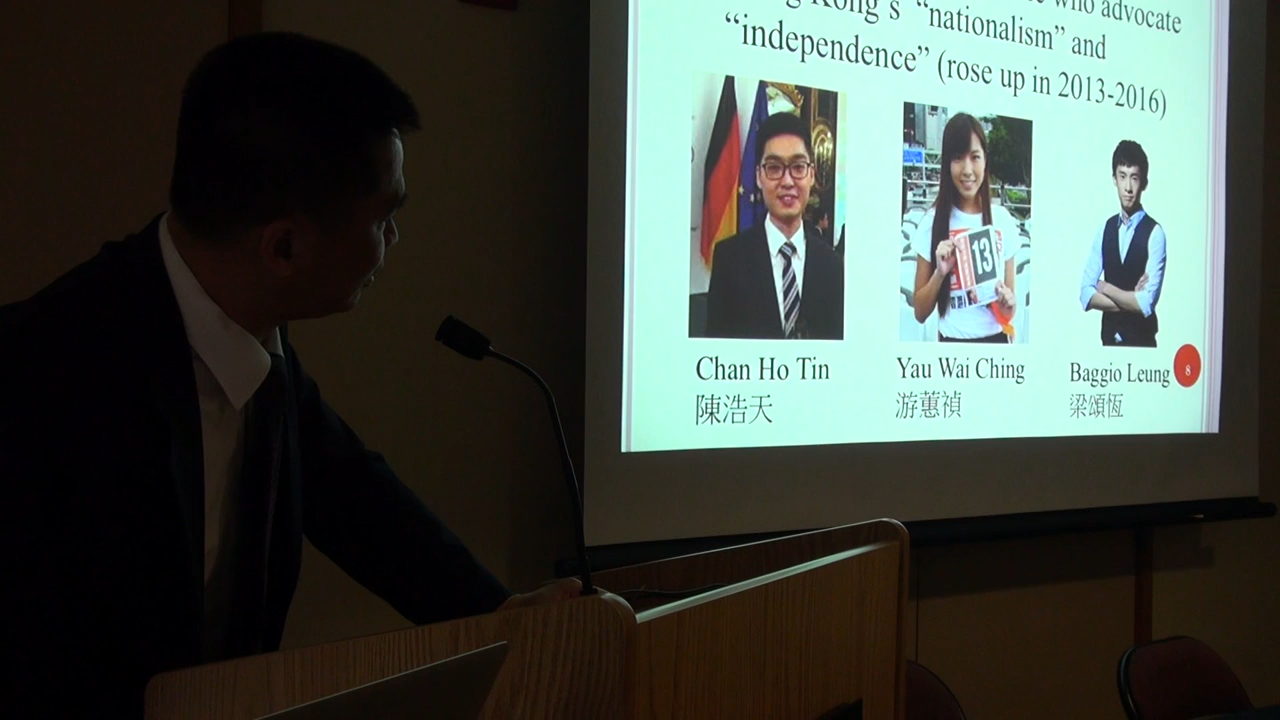 who advocate
Kong's "nationalism" and
"independence" (rose up in 2013-2016)
13
Chan Ho Tin
陳浩天
Yau Wai Ching
游蕙禎
Baggio Leung
梁頌恆
8